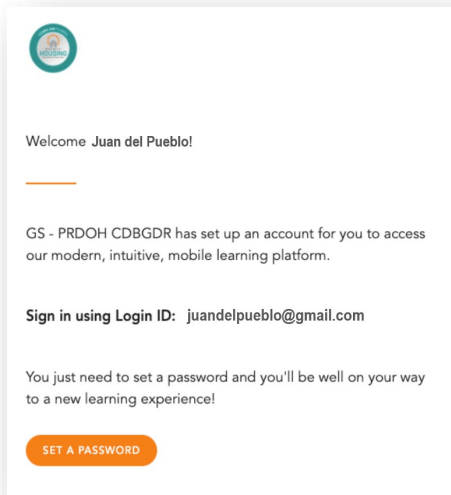 HOUSING
Welcome Juan del Pueblo!
GS - PRDOH CDBGDR has set up an account for you to access
our modern, intuitive, mobile learning platform.
Sign in using Login ID: juandelpueblo@gmail.com
You just need to set a password and you'll be well on your way
to a new learning experience!
SET A PASSWORD